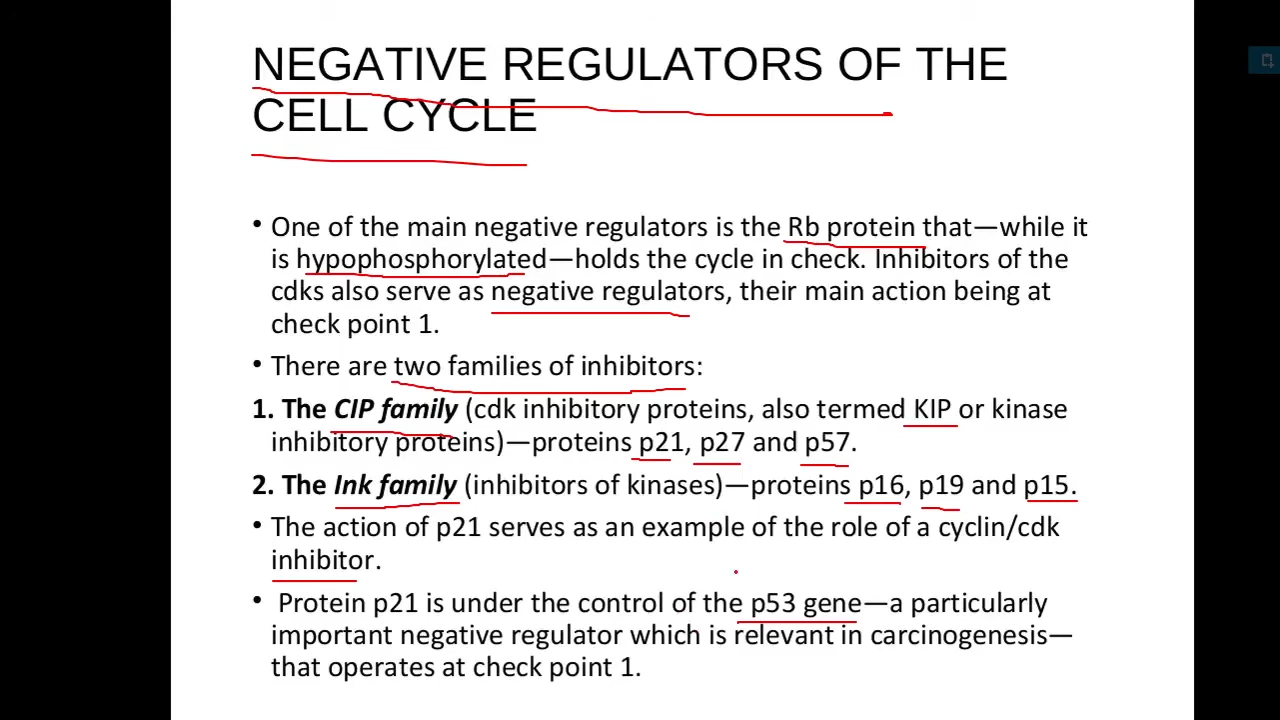 NEGATIVE REGULATORS OF THE
CELL CYCLE
• One of the main negative regulators is the Rb protein that—while it
is hypophosphorylated—holds the cycle in check. Inhibitors of the
cdks also serve as negative regulators, their main action being at
check point 1.
• There are two families of inhibitors:
1. The CIP family (cdk inhibitory proteins, also termed KIP or kinase
inhibitory proteins)—proteins p21, p27 and p57.
2. The Ink family (inhibitors of kinases)—proteins p16, p19 and p15.
• The action of p21 serves as an example of the role of a cyclin/cdk
inhibitor.
• Protein p21 is under the control of the p53 gene—a particularly
important negative regulator which is relevant in carcinogenesis—
that operates at check point 1.